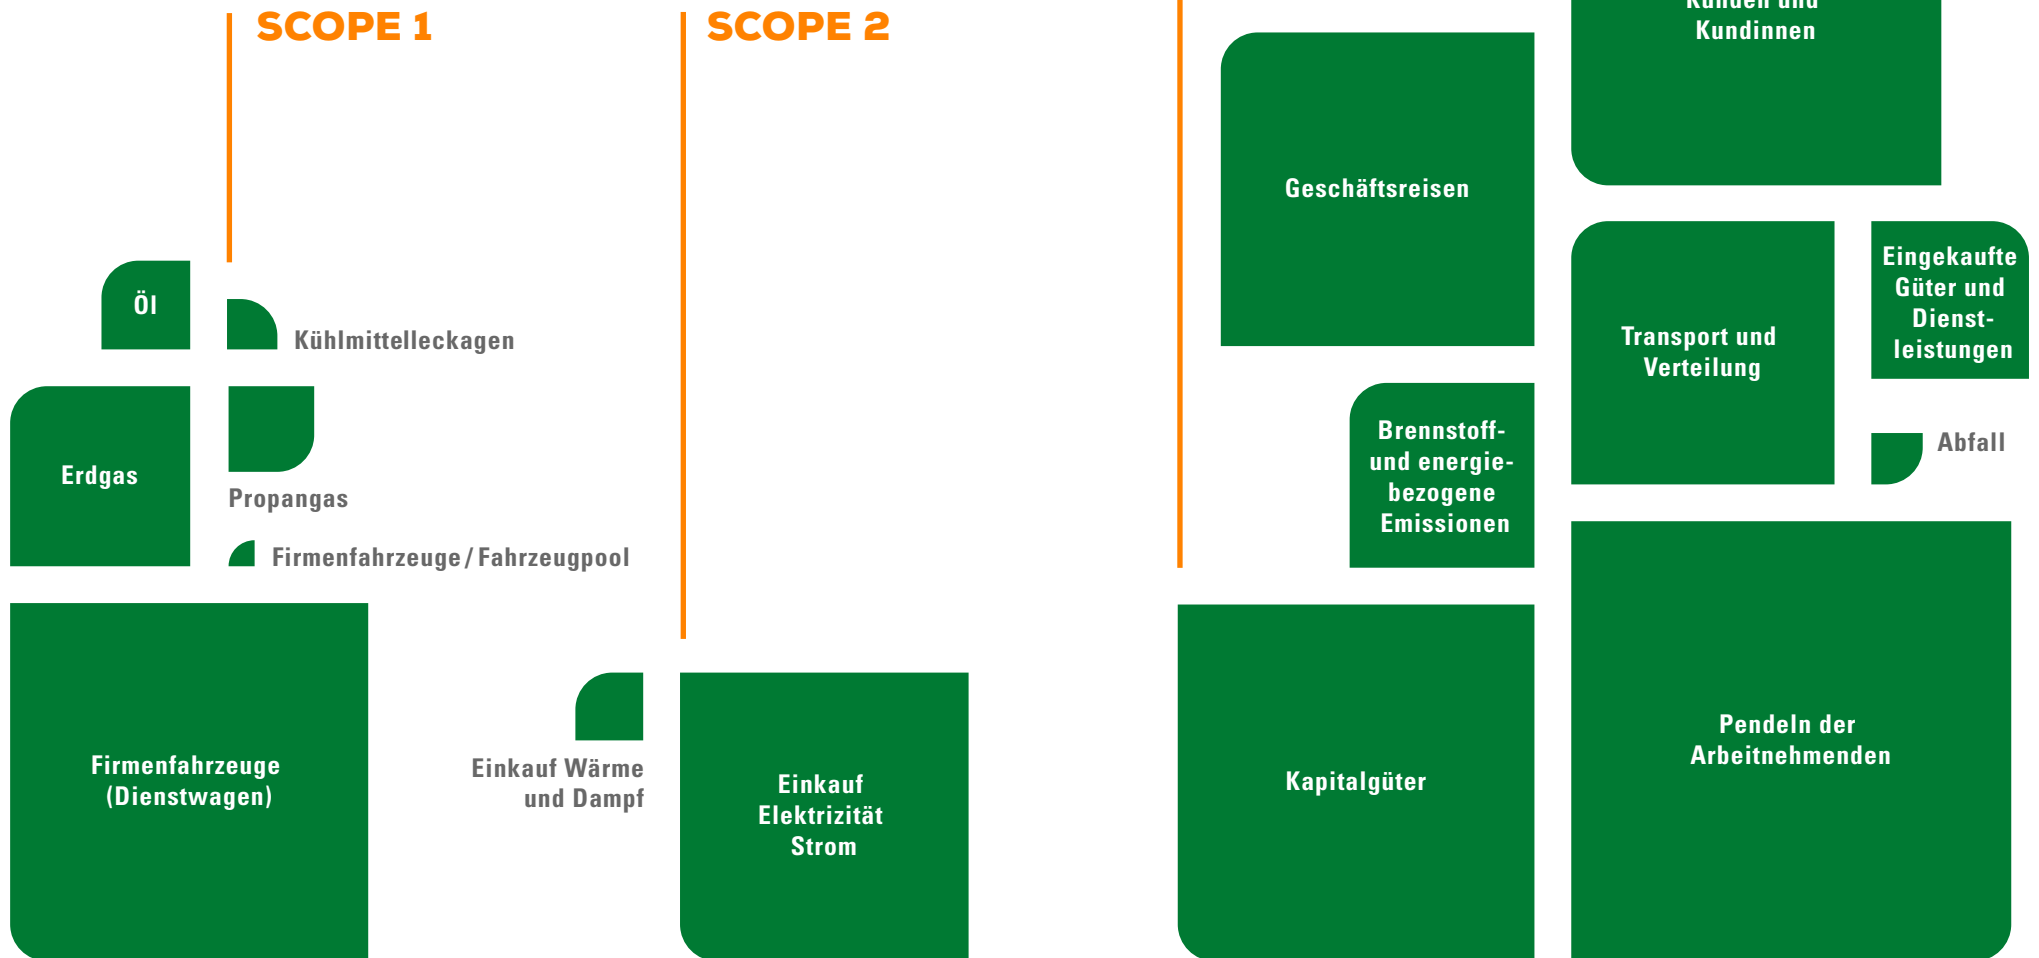 SCOPE 1
Öl
Kühlmittelleckagen
Erdgas
Propangas
Firmenfahrzeuge / Fahrzeugpool
Firmenfahrzeuge
(Dienstwagen)
SCOPE 2
Einkauf Wärme
und Dampf
Einkauf
Elektrizität
Strom
Kunden und
Kundinnen
Geschäftsreisen
Transport und
Verteilung
Eingekaufte
Güter und
Dienst-
leistungen
Brennstoff-
und energie-
bezogene
Emissionen
Abfall
Kapitalgüter
Pendeln der
Arbeitnehmenden